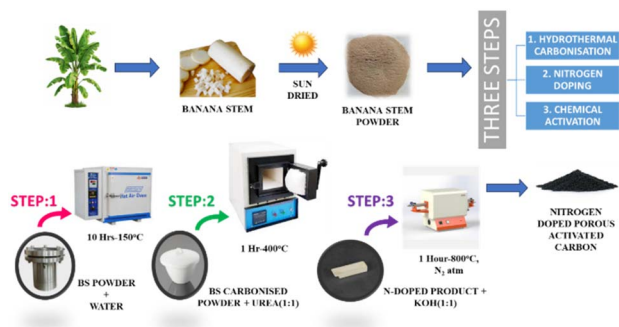 BANANA STEM
SUN
DRIED
BANANA STEM
POWDER
THREE STEPS
1. HYDROTHERMAL
CARBONISATION
2. NITROGEN
DOPING
3. CHEMICAL
ACTIVATION
STEP:1
10 Hrs-150°C
BS POWDER
+
WATER
STEP:2
1 Hr-400°C
BS CARBONISED
POWDER + UREA(1:1)
STEP:3
1 Hour-800°C,
N₂ atm
N-DOPED PRODUCT +
KOH(1:1)
NITROGEN
DOPED POROUS
ACTIVATED
CARBON